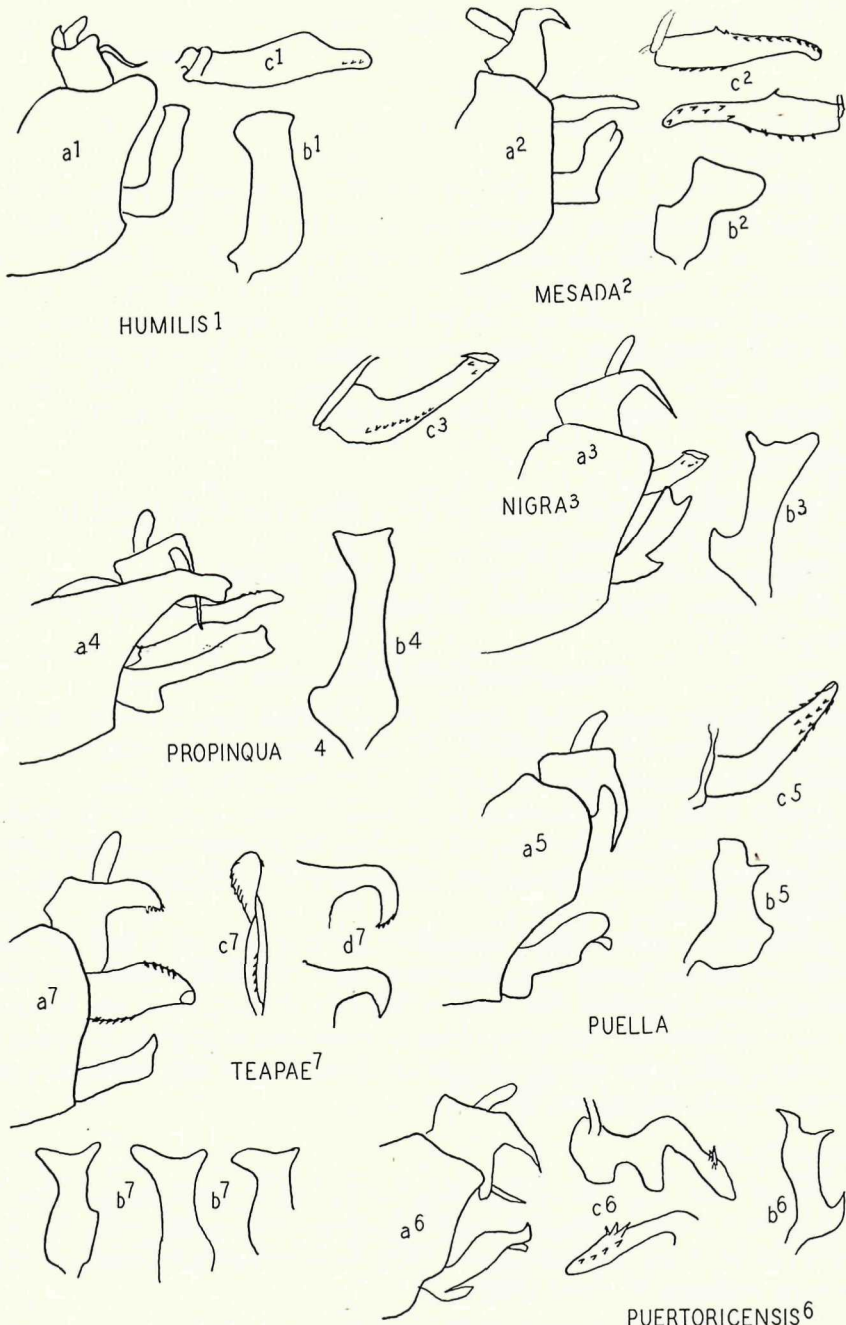 c1
a1
b1
HUMILIS1
c2
a2
b2
MESADA2
c3
a3
b3
NIGRA3
a4
b4
PROPINQUA 4
c5
a5
b5
PUELLA
a7
c7
d7
TEAPAE7
b7 b7
a6
c6
b6
PUERTORICENSIS6